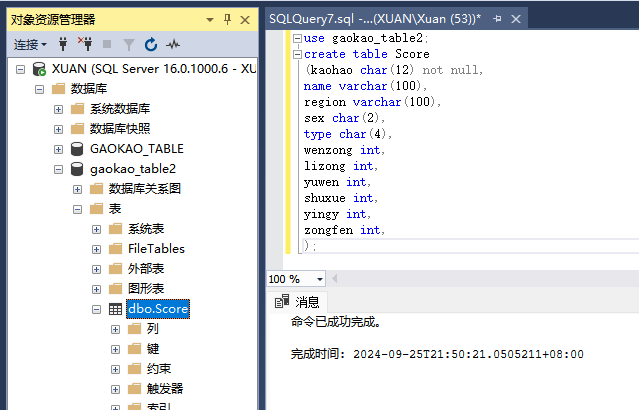 对象资源管理器
连接
XUAN (SQL Server 16.0.1000.6 - XU
数据库
系统数据库
数据库快照
GAOKAO_TABLE
gaokao_table2
数据库关系图
表
系统表
FileTables
外部表
图形表
dbo.Score
列
键
约束
触发器
索引
SQLQuery7.sql -...(XUAN\Xuan (53))*
use gaokao_table2;
create table Score
(kaohao char(12) not null,
name varchar(100),
region varchar(100),
sex char(2),
type char(4),
wenzong int,
lizong int,
yuwen int,
shuxue int,
yingy int,
zongfen int,
);
100 %
消息
命令已成功完成。
完成时间: 2024-09-25T21:50:21.0505211+08:00